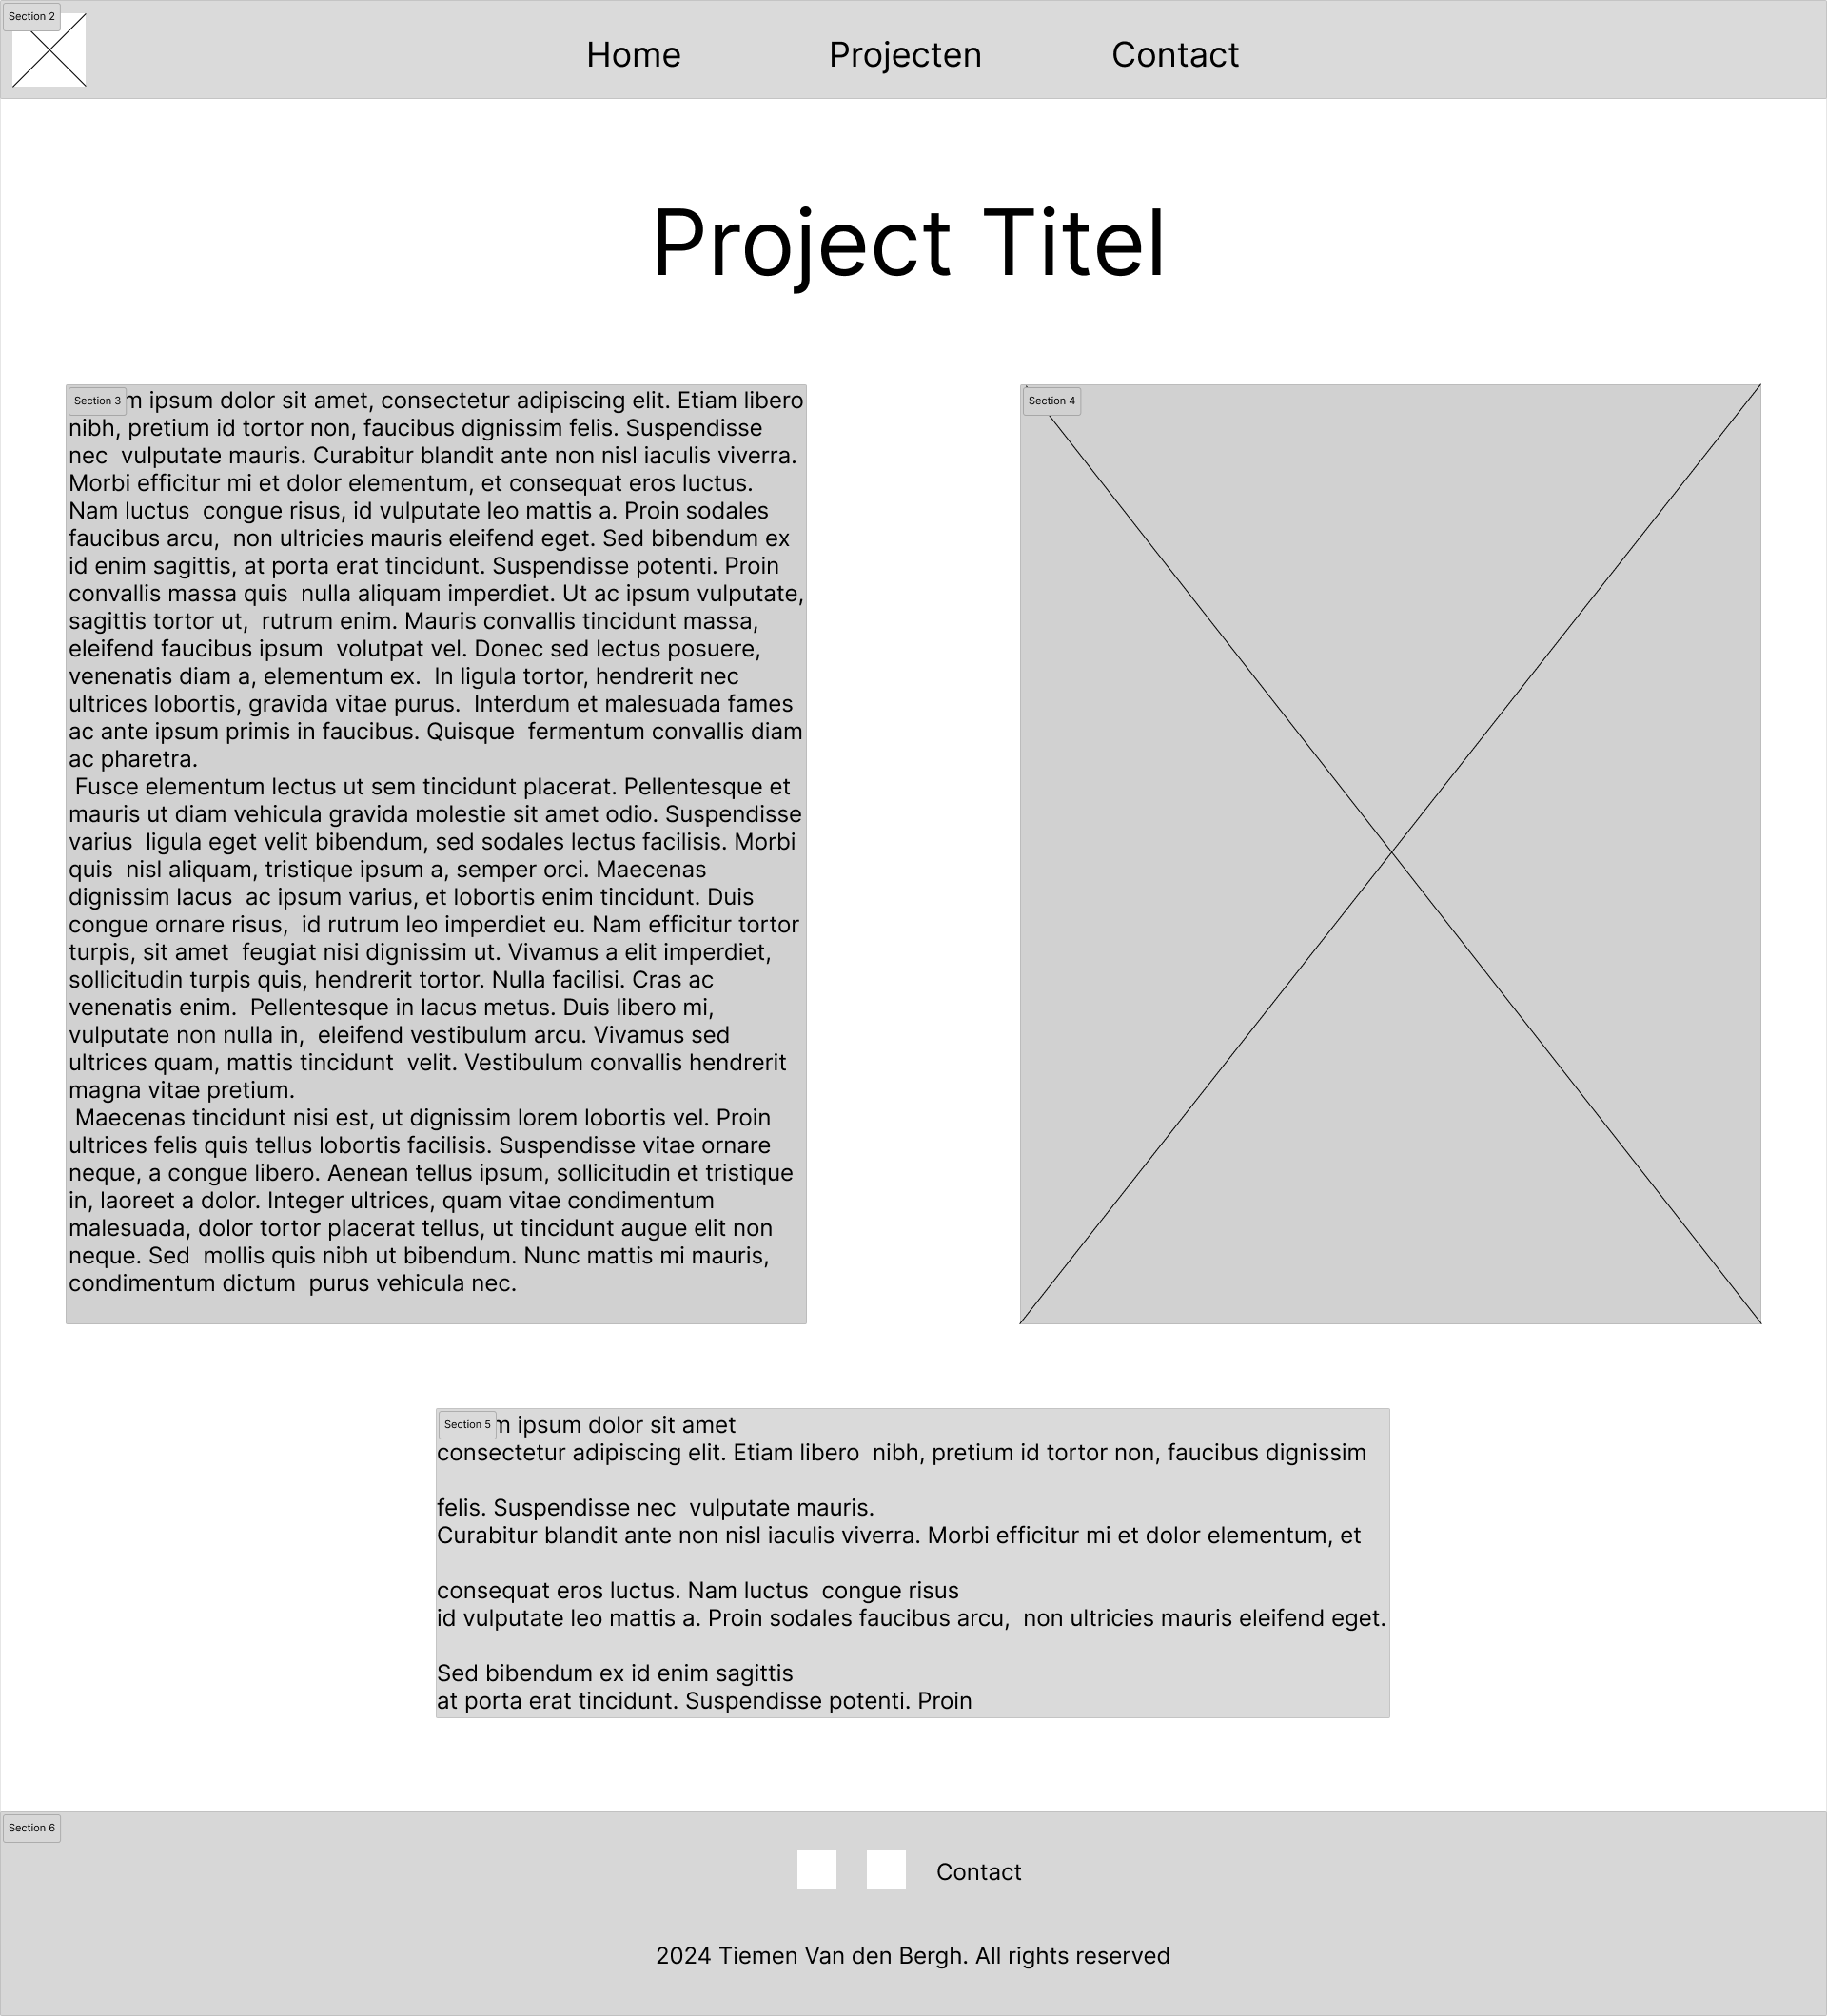 Section 2
Home Projecten Contact
Project Titel
Section 3
m ipsum dolor sit amet, consectetur adipiscing elit. Etiam libero
nibh, pretium id tortor non, faucibus dignissim felis. Suspendisse
nec  vulputate mauris. Curabitur blandit ante non nisl iaculis viverra.
Morbi efficitur mi et dolor elementum, et consequat eros luctus.
Nam luctus  congue risus, id vulputate leo mattis a. Proin sodales
faucibus arcu,  non ultricies mauris eleifend eget. Sed bibendum ex
id enim sagittis, at porta erat tincidunt. Suspendisse potenti. Proin
convallis massa quis  nulla aliquam imperdiet. Ut ac ipsum vulputate,
sagittis tortor ut,  rutrum enim. Mauris convallis tincidunt massa,
eleifend faucibus ipsum  volutpat vel. Donec sed lectus posuere,
venenatis diam a, elementum ex.  In ligula tortor, hendrerit nec
ultrices lobortis, gravida vitae purus.  Interdum et malesuada fames
ac ante ipsum primis in faucibus. Quisque  fermentum convallis diam
ac pharetra.
Fusce elementum lectus ut sem tincidunt placerat. Pellentesque et
mauris ut diam vehicula gravida molestie sit amet odio. Suspendisse
varius  ligula eget velit bibendum, sed sodales lectus facilisis. Morbi
quis  nisl aliquam, tristique ipsum a, semper orci. Maecenas
dignissim lacus  ac ipsum varius, et lobortis enim tincidunt. Duis
congue ornare risus,  id rutrum leo imperdiet eu. Nam efficitur tortor
turpis, sit amet  feugiat nisi dignissim ut. Vivamus a elit imperdiet,
sollicitudin turpis quis, hendrerit tortor. Nulla facilisi. Cras ac
venenatis enim.  Pellentesque in lacus metus. Duis libero mi,
vulputate non nulla in,  eleifend vestibulum arcu. Vivamus sed
ultrices quam, mattis tincidunt  velit. Vestibulum convallis hendrerit
magna vitae pretium.
Maecenas tincidunt nisi est, ut dignissim lorem lobortis vel. Proin
ultrices felis quis tellus lobortis facilisis. Suspendisse vitae ornare
neque, a congue libero. Aenean tellus ipsum, sollicitudin et tristique
in, laoreet a dolor. Integer ultrices, quam vitae condimentum
malesuada, dolor tortor placerat tellus, ut tincidunt augue elit non
neque. Sed  mollis quis nibh ut bibendum. Nunc mattis mi mauris,
condimentum dictum  purus vehicula nec.
Section 4
Section 5
m ipsum dolor sit amet
consectetur adipiscing elit. Etiam libero  nibh, pretium id tortor non, faucibus dignissim
felis. Suspendisse nec  vulputate mauris.
Curabitur blandit ante non nisl iaculis viverra. Morbi efficitur mi et dolor elementum, et
consequat eros luctus. Nam luctus  congue risus
id vulputate leo mattis a. Proin sodales faucibus arcu,  non ultricies mauris eleifend eget.
Sed bibendum ex id enim sagittis
at porta erat tincidunt. Suspendisse potenti. Proin
Section 6
Contact
2024 Tiemen Van den Bergh. All rights reserved